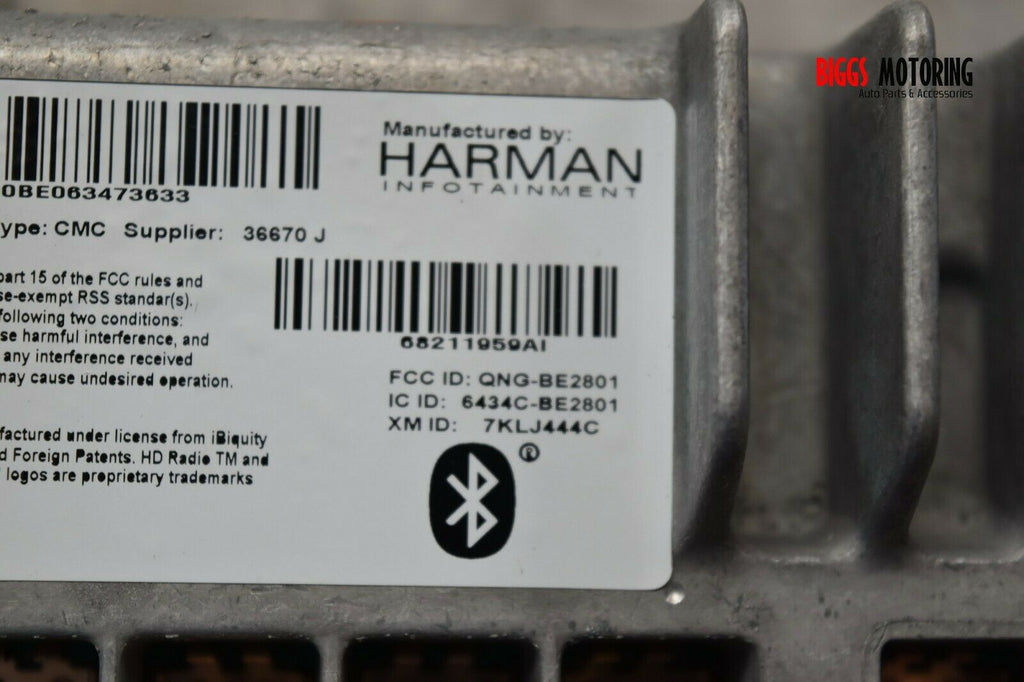 BIGGS MOTORING
Auto Parts & Accessories
Manufactured by:
HARMAN
INFOTAINMENT
0BE063473633
ype: CMC Supplier: 36670 J
part 15 of the FCC rules and
se-exempt RSS standar(s).
following two conditions:
se harmful interference, and
any interference received
may cause undesired operation.
68211959AI
FCC ID: QNG-BE2801
IC ID: 6434C-BE2801
XM ID: 7KLJ444C
factured under license from iBiquity
d Foreign Patents. HD Radio TM and
logos are proprietary trademarks
®